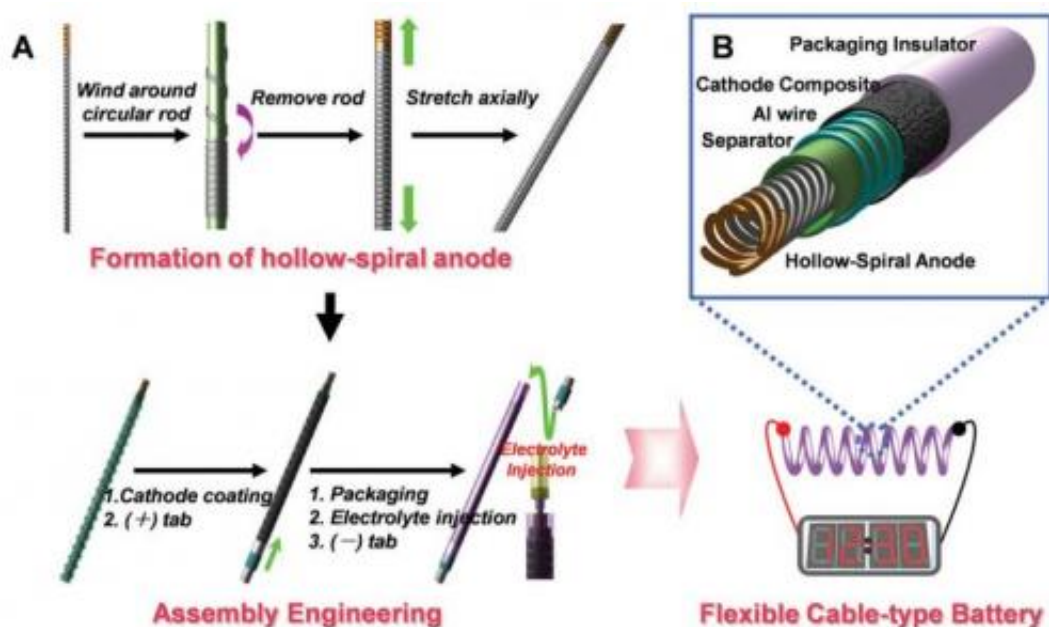 A
Wind around
circular rod
Remove rod
Stretch axially
Formation of hollow-spiral anode
1.Cathode coating
2. (+) tab
1. Packaging
2. Electrolyte injection
3. (−) tab
Electrolyte
Injection
Assembly Engineering
B
Packaging Insulator
Cathode Composite
Al wire
Separator
Hollow-Spiral Anode
Flexible Cable-type Battery